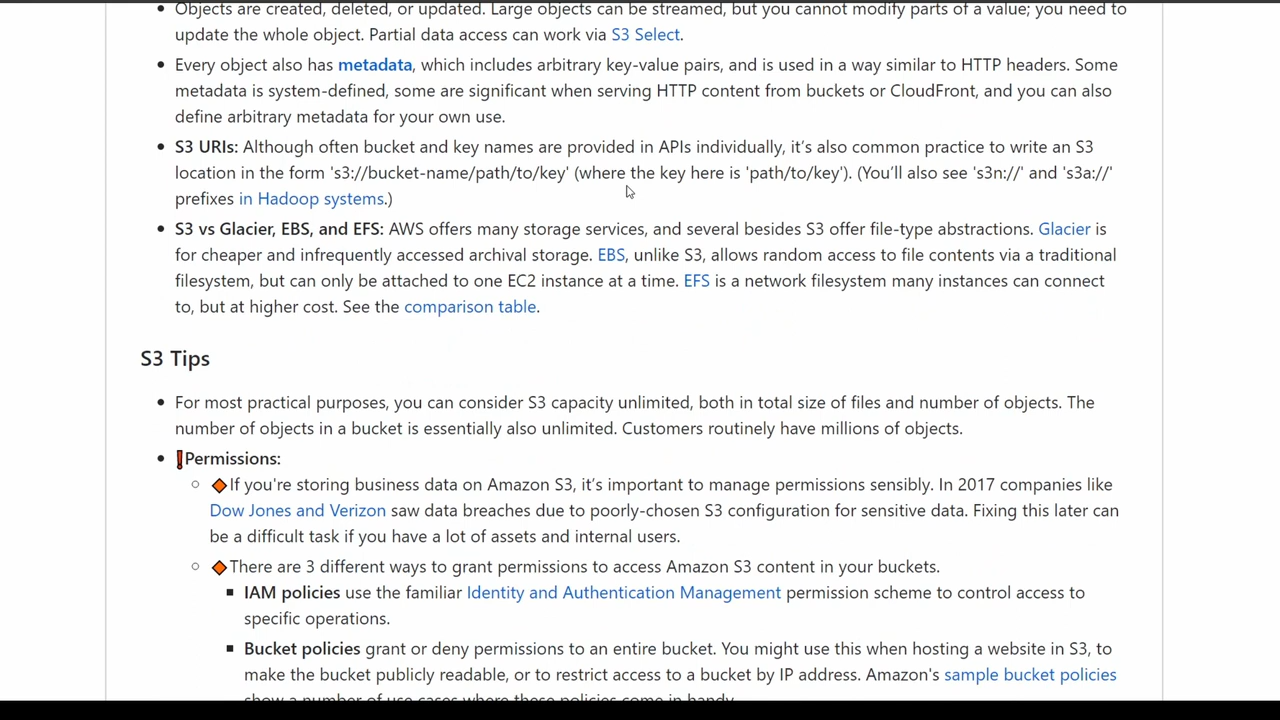 Objects are created, deleted, or updated. Large objects can be streamed, but you cannot modify parts of a value; you need to
update the whole object. Partial data access can work via S3 Select.
Every object also has metadata, which includes arbitrary key-value pairs, and is used in a way similar to HTTP headers. Some
metadata is system-defined, some are significant when serving HTTP content from buckets or CloudFront, and you can also
define arbitrary metadata for your own use.
S3 URIs: Although often bucket and key names are provided in APIs individually, it’s also common practice to write an S3
location in the form 's3://bucket-name/path/to/key' (where the key here is 'path/to/key'). (You’ll also see 's3n://' and 's3a://'
prefixes in Hadoop systems.)
S3 vs Glacier, EBS, and EFS: AWS offers many storage services, and several besides S3 offer file-type abstractions. Glacier is
for cheaper and infrequently accessed archival storage. EBS, unlike S3, allows random access to file contents via a traditional
filesystem, but can only be attached to one EC2 instance at a time. EFS is a network filesystem many instances can connect
to, but at higher cost. See the comparison table.
S3 Tips
For most practical purposes, you can consider S3 capacity unlimited, both in total size of files and number of objects. The
number of objects in a bucket is essentially also unlimited. Customers routinely have millions of objects.
❗Permissions:
🔸If you're storing business data on Amazon S3, it’s important to manage permissions sensibly. In 2017 companies like
Dow Jones and Verizon saw data breaches due to poorly-chosen S3 configuration for sensitive data. Fixing this later can
be a difficult task if you have a lot of assets and internal users.
🔸There are 3 different ways to grant permissions to access Amazon S3 content in your buckets.
IAM policies use the familiar Identity and Authentication Management permission scheme to control access to
specific operations.
Bucket policies grant or deny permissions to an entire bucket. You might use this when hosting a website in S3, to
make the bucket publicly readable, or to restrict access to a bucket by IP address. Amazon's sample bucket policies
show a number of use cases where these policies come in handy.